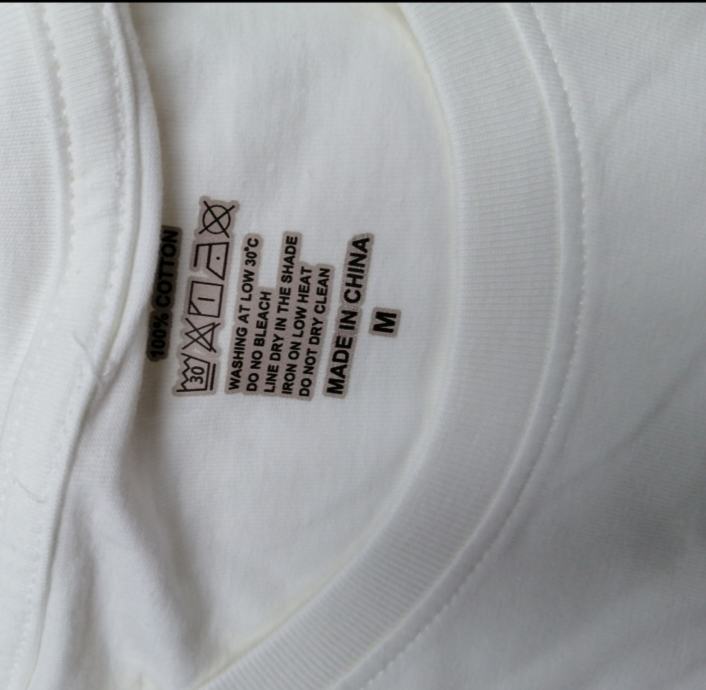 100% COTTON
30
WASHING AT LOW 30°C
DO NO BLEACH
LINE DRY IN THE SHADE
IRON ON LOW HEAT
DO NOT DRY CLEAN
MADE IN CHINA
M